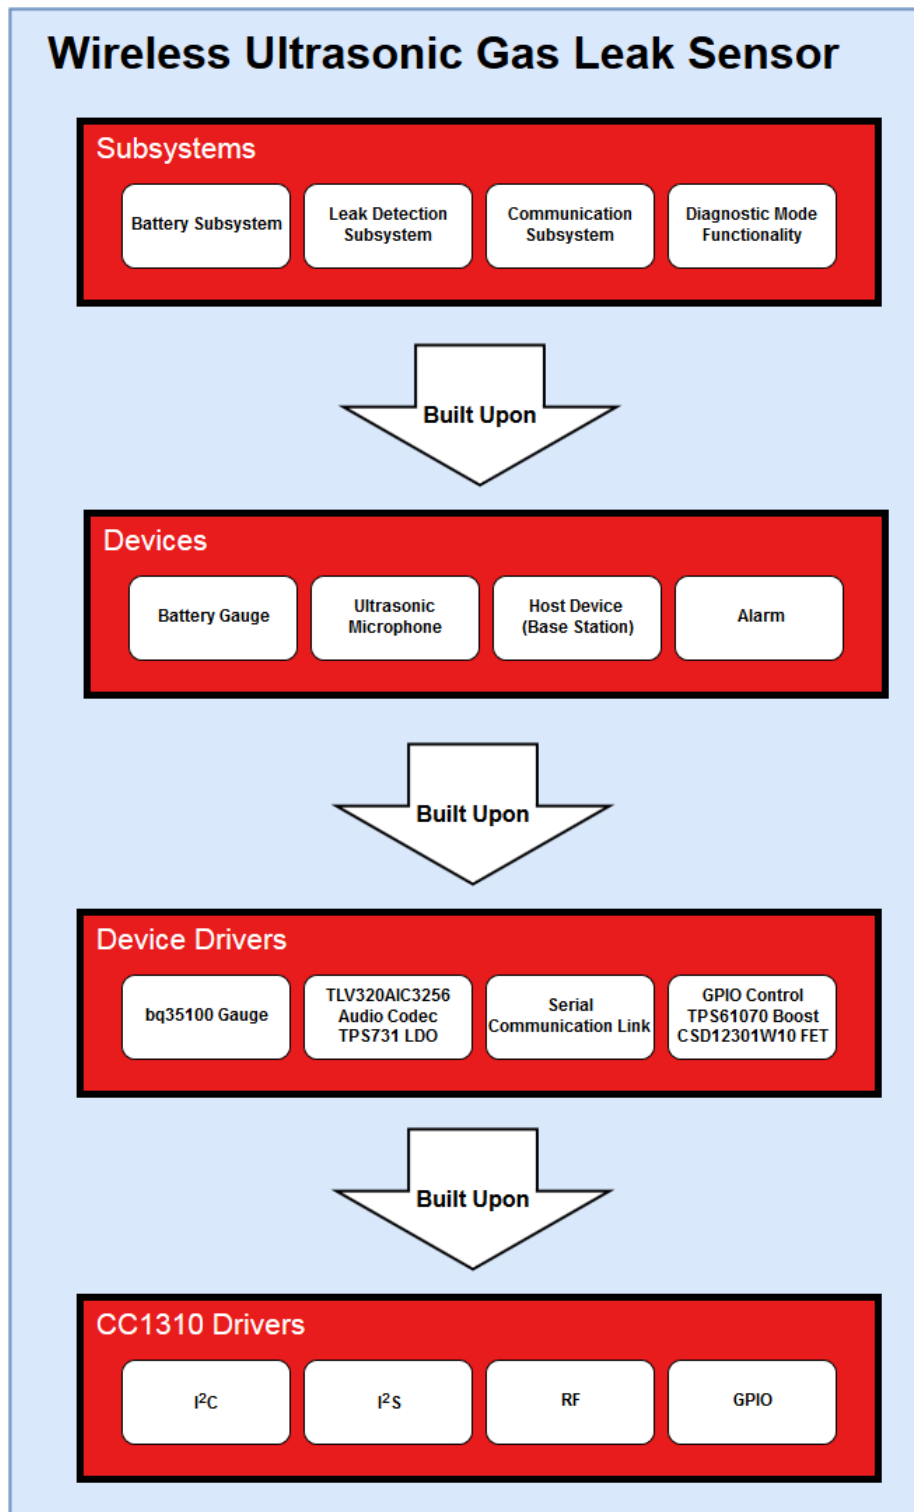 Wireless Ultrasonic Gas Leak Sensor
Subsystems
Battery Subsystem
Leak Detection
Subsystem
Communication
Subsystem
Diagnostic Mode
Functionality
Built Upon
Devices
Battery Gauge
Ultrasonic
Microphone
Host Device
(Base Station)
Alarm
Built Upon
Device Drivers
bq35100 Gauge
TLV320AIC3256
Audio Codec
TPS731 LDO
Serial
Communication Link
GPIO Control
TPS61070 Boost
CSD12301W10 FET
Built Upon
CC1310 Drivers
I²C
I²S
RF
GPIO